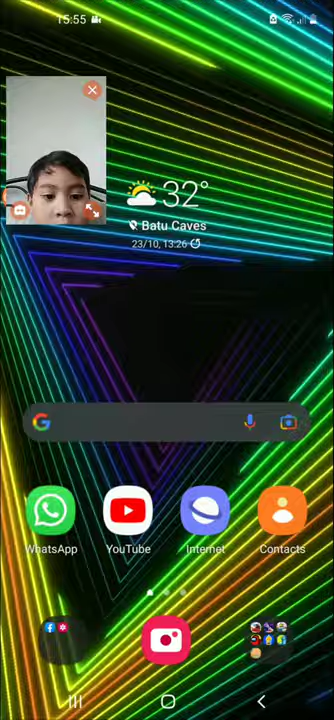 15:55
32°
Batu Caves
23/10, 13:26
WhatsApp
YouTube
Internet
Contacts